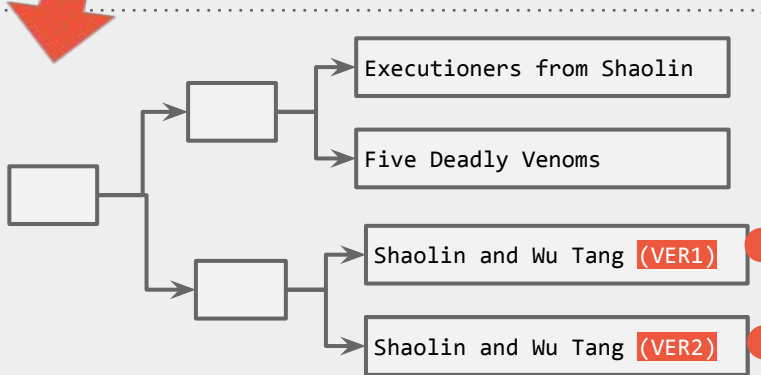 Executioners from Shaolin
Five Deadly Venoms
Shaolin and Wu Tang (VER1)
Shaolin and Wu Tang (VER2)